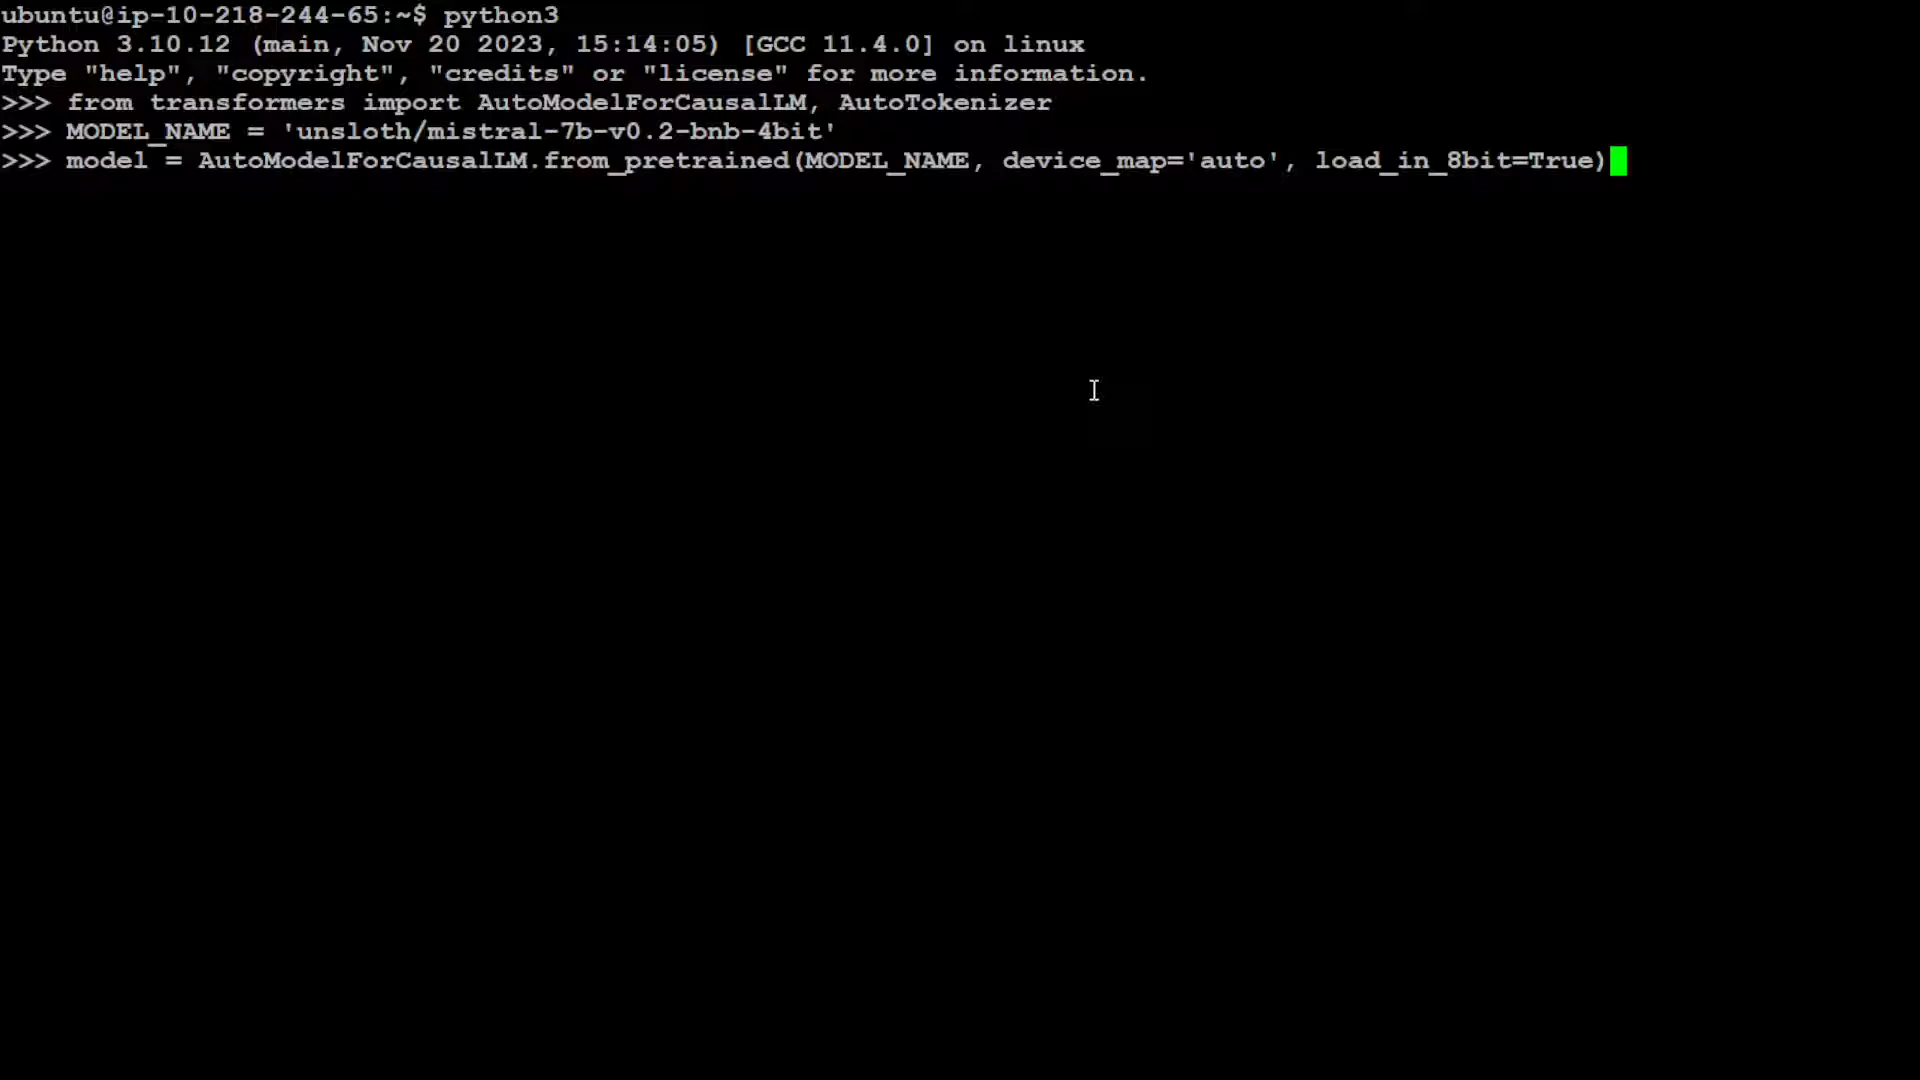 ubuntu@ip-10-218-244-65:~$ python3
Python 3.10.12 (main, Nov 20 2023, 15:14:05) [GCC 11.4.0] on linux
Type "help", "copyright", "credits" or "license" for more information.
>>> from transformers import AutoModelForCausalLM, AutoTokenizer
>>> MODEL_NAME = 'unsloth/mistral-7b-v0.2-bnb-4bit'
>>> model = AutoModelForCausalLM.from_pretrained(MODEL_NAME, device_map='auto', load_in_8bit=True)